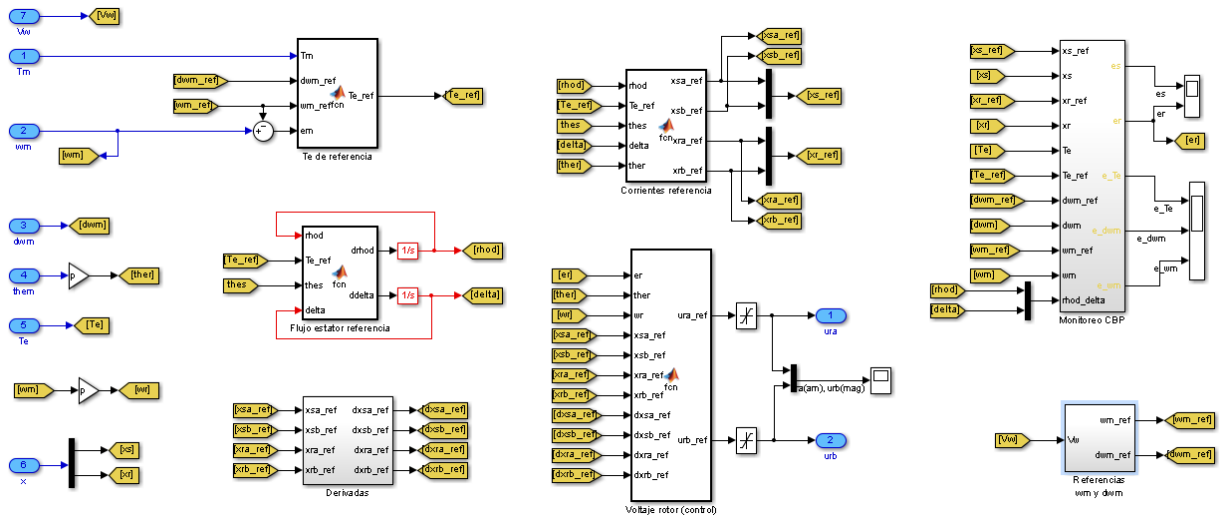 7
Vw
[Vw]
1
Tm
Tm
[dwm_ref]
dwm_ref
[wm_ref]
wm_ref
Te_ref
fcn
[Te_ref]
2
wm
em
[wm]
Te de referencia
3
dwm
[dwm]
4
them
p
[ther]
5
Te
[Te]
[wm]
p
[wr]
6
x
[xs]
[xr]
rhod
drhod
1/s
[rhod]
[Te_ref]
Te_ref
thes
thes
fcn
ddelta
1/s
[delta]
delta
Flujo estator referencia
[xsa_ref]
xsa_ref
dxsa_ref
[dxsa_ref]
[xsb_ref]
xsb_ref
dxsb_ref
[dxsb_ref]
[xra_ref]
xra_ref
dxra_ref
[dxra_ref]
[xrb_ref]
xrb_ref
dxrb_ref
[dxrb_ref]
Derivadas
[xsa_ref]
[xsb_ref]
[rhod]
rhod
xsa_ref
[Te_ref]
Te_ref
xsb_ref
[xs_ref]
thes
thes
fcn
[delta]
delta
xra_ref
[xr_ref]
[ther]
ther
xrb_ref
Corrientes referencia
[xra_ref]
[xrb_ref]
[er]
er
[ther]
ther
[wr]
wr
ura_ref
1
ura
[xsa_ref]
xsa_ref
[xsb_ref]
xsb_ref
[xra_ref]
xra_ref
fcn
ra(am), urb(mag)
[xrb_ref]
xrb_ref
[dxsa_ref]
dxsa_ref
[dxsb_ref]
dxsb_ref
urb_ref
2
urb
[dxra_ref]
dxra_ref
[dxrb_ref]
dxrb_ref
Voltaje rotor (control)
[xs_ref]
xs_ref
es
es
[xs]
xs
[xr_ref]
xr_ref
er
er
[xr]
xr
[er]
[Te]
Te
[Te_ref]
Te_ref
e_Te
e_Te
[dwm_ref]
dwm_ref
[dwm]
dwm
e_dwm
e_dwm
[wm_ref]
wm_ref
[wm]
wm
e_wm
e_wm
[rhod]
rhod_delta
[delta]
Monitoreo CBP
[Vw]
Vw
wm_ref
[wm_ref]
dwm_ref
[dwm_ref]
Referencias
wm y dwm